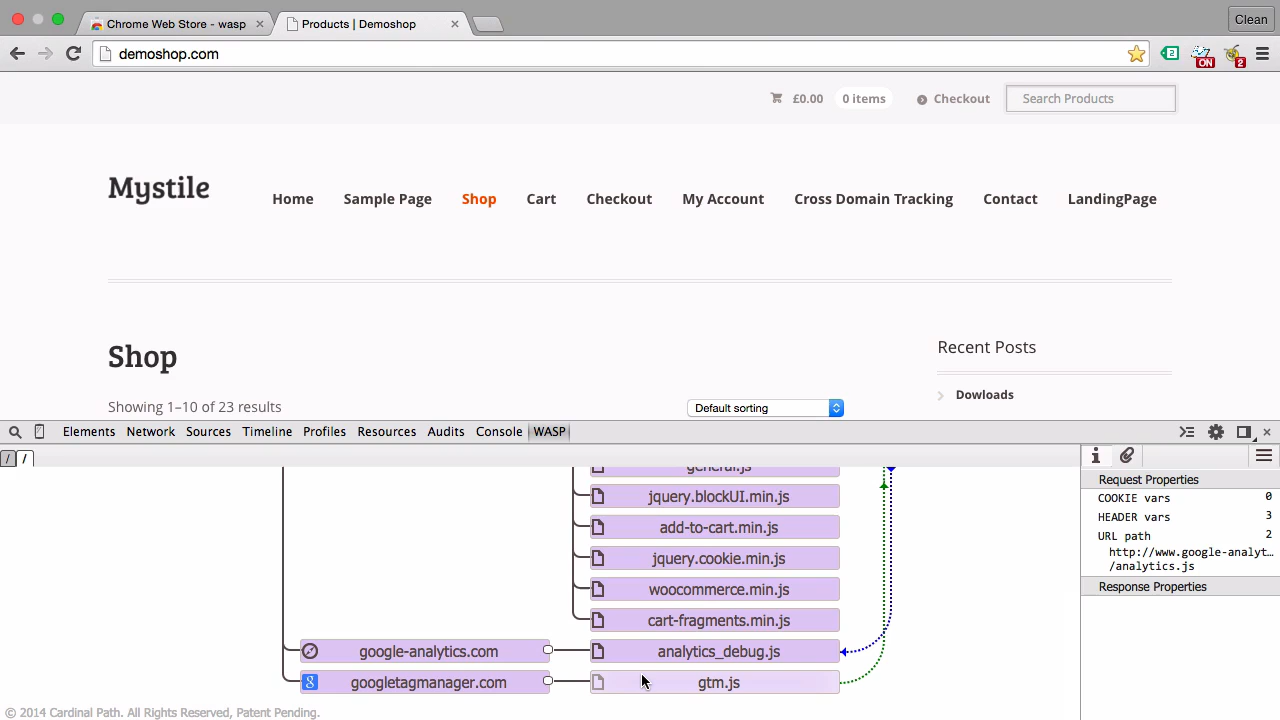 Chrome Web Store - wasp
Products | Demoshop
Clean
demoshop.com
2
ON
2
£0.00 0 items Checkout Search Products
Mystile
Home Sample Page Shop Cart Checkout My Account Cross Domain Tracking Contact LandingPage
Shop
Recent Posts
Showing 1–10 of 23 results
Default sorting
Dowloads
Elements Network Sources Timeline Profiles Resources Audits Console WASP
/ /
general.js
jquery.blockUI.min.js
add-to-cart.min.js
jquery.cookie.min.js
woocommerce.min.js
cart-fragments.min.js
google-analytics.com analytics_debug.js
googletagmanager.com gtm.js
Request Properties
COOKIE vars 0
HEADER vars 3
URL path 2
http://www.google-analyt…
/analytics.js
Response Properties
© 2014 Cardinal Path. All Rights Reserved, Patent Pending.